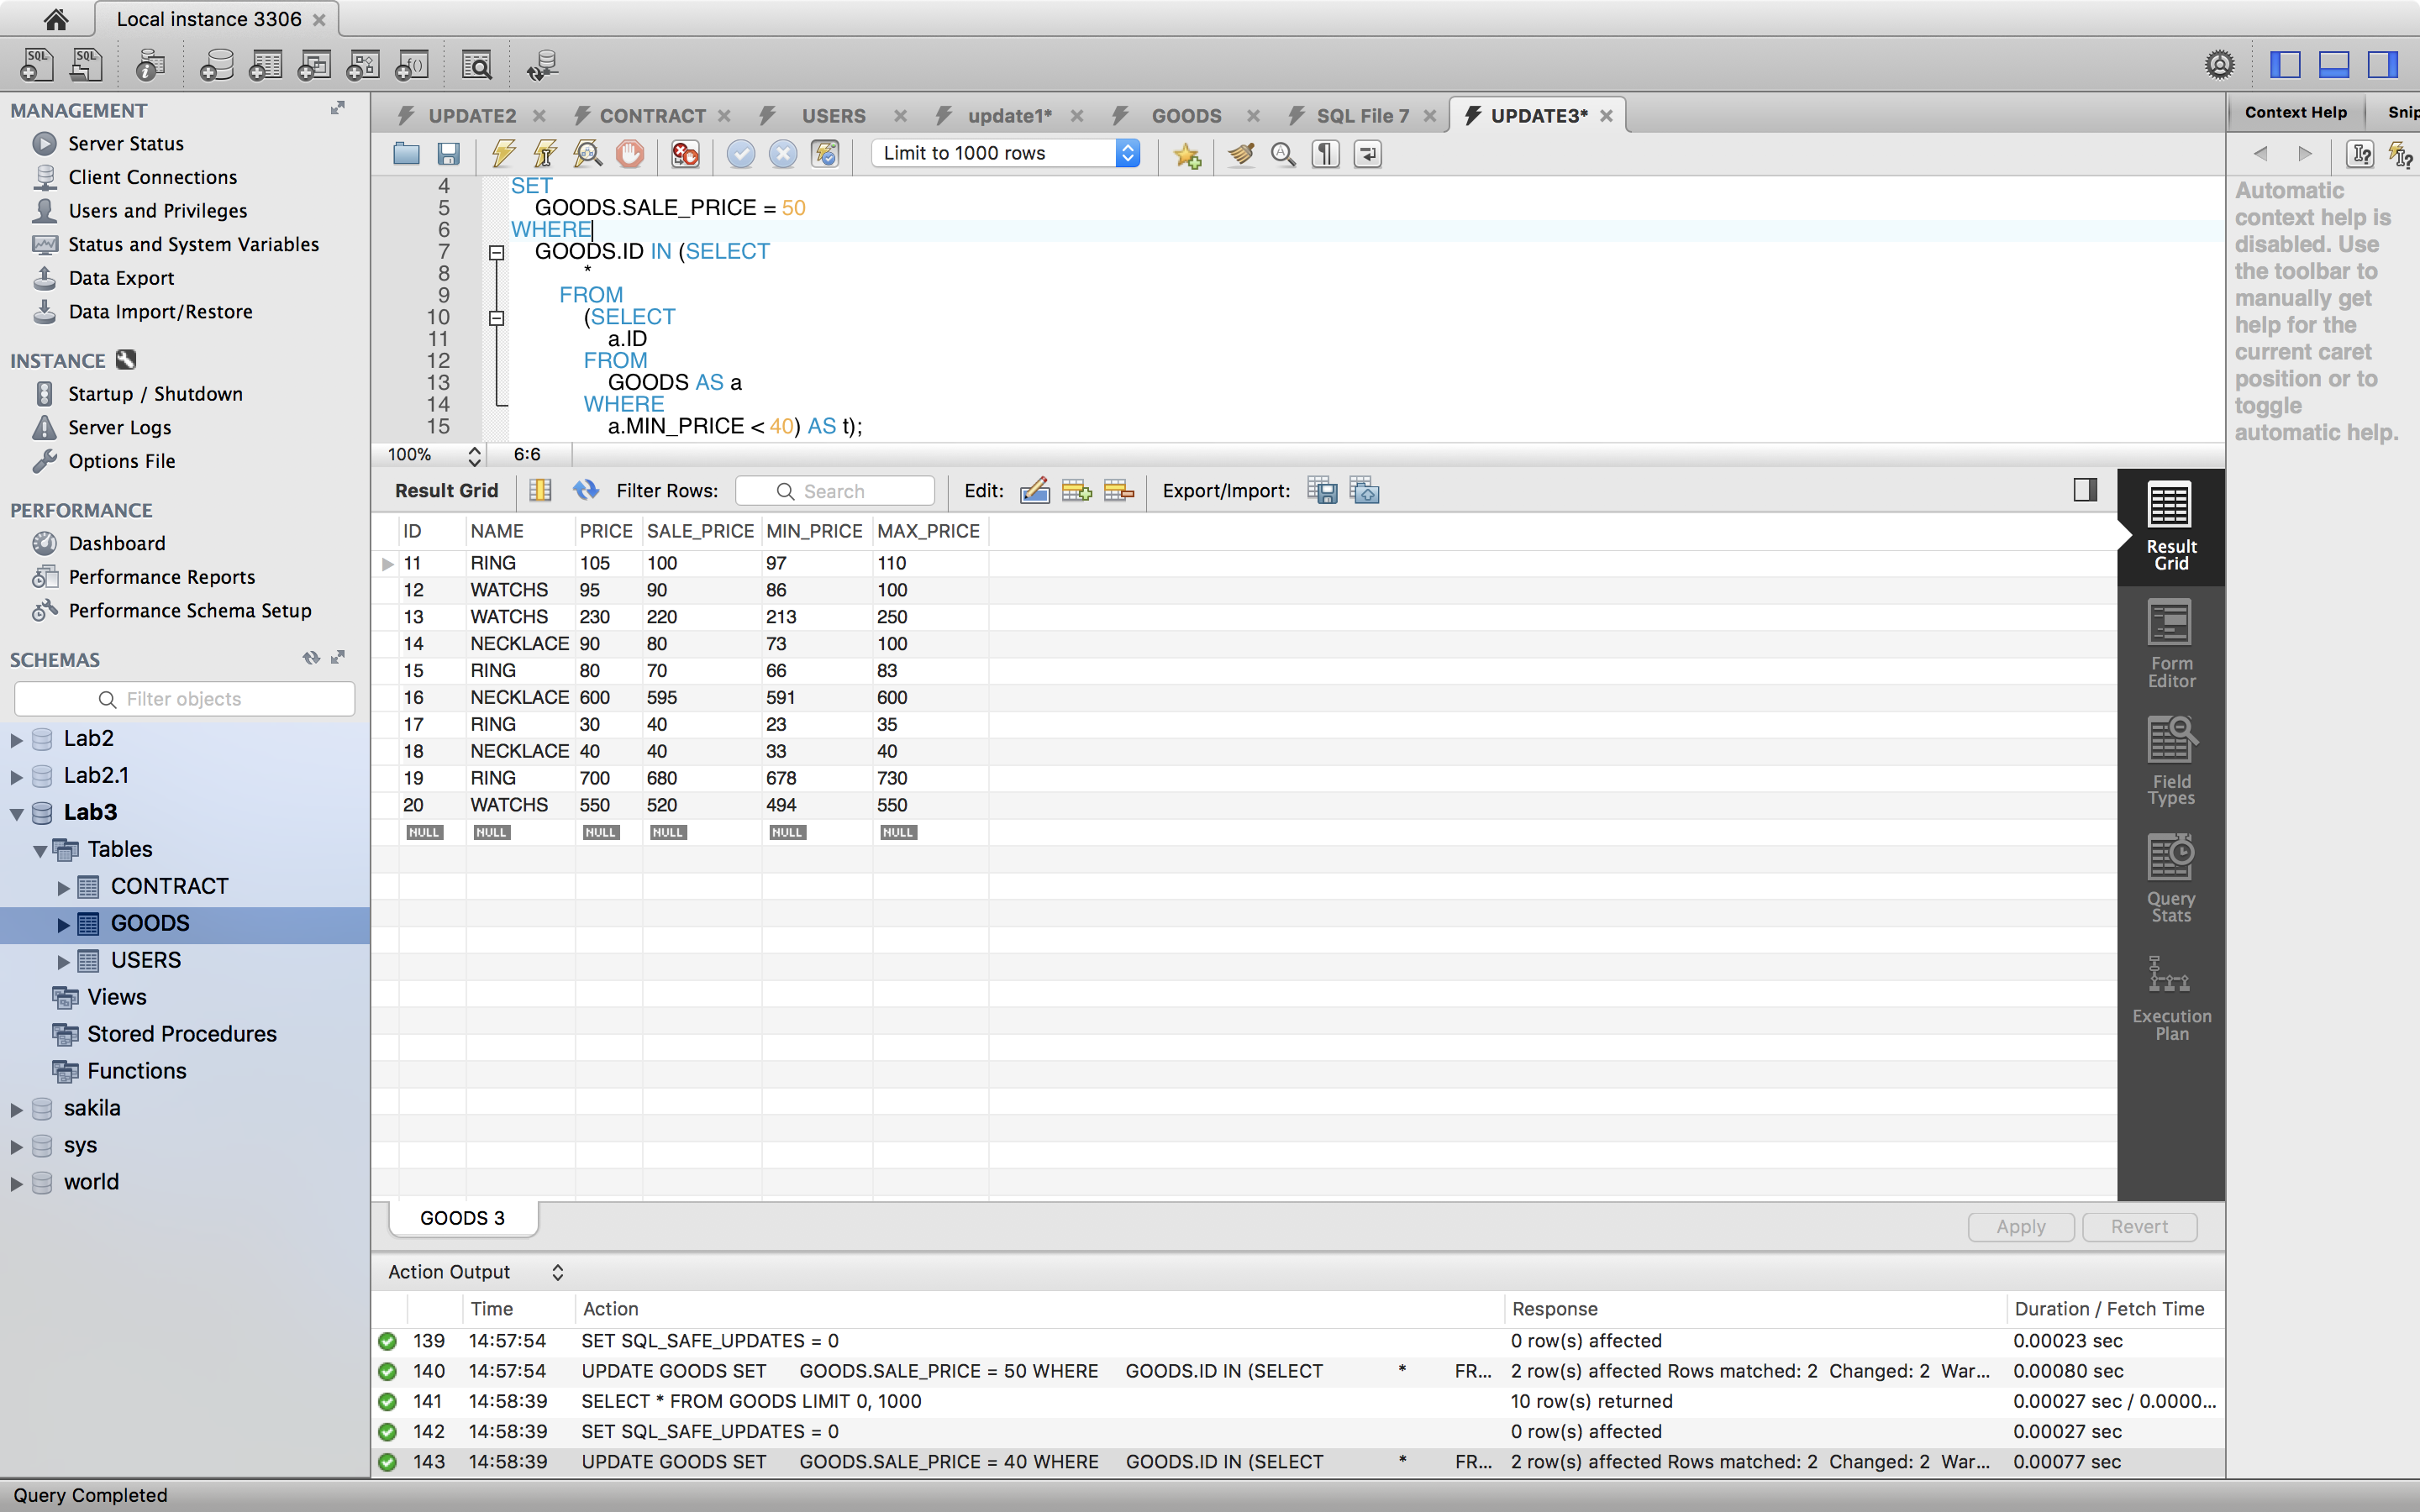 Local instance 3306
MANAGEMENT
Server Status
Client Connections
Users and Privileges
Status and System Variables
Data Export
Data Import/Restore
INSTANCE
Startup / Shutdown
Server Logs
Options File
PERFORMANCE
Dashboard
Performance Reports
Performance Schema Setup
SCHEMAS
Filter objects
Lab2
Lab2.1
Lab3
Tables
CONTRACT
GOODS
USERS
Views
Stored Procedures
Functions
sakila
sys
world
UPDATE2 CONTRACT USERS update1* GOODS SQL File 7 UPDATE3*
Limit to 1000 rows
4 SET
5 GOODS.SALE_PRICE = 50
6 WHERE
7 GOODS.ID IN (SELECT
8 *
9 FROM
10 (SELECT
11 a.ID
12 FROM
13 GOODS AS a
14 WHERE
15 a.MIN_PRICE < 40) AS t);
100% 6:6
Result Grid Filter Rows: Search Edit: Export/Import:
ID NAME PRICE SALE_PRICE MIN_PRICE MAX_PRICE
11 RING 105 100 97 110
12 WATCHS 95 90 86 100
13 WATCHS 230 220 213 250
14 NECKLACE 90 80 73 100
15 RING 80 70 66 83
16 NECKLACE 600 595 591 600
17 RING 30 40 23 35
18 NECKLACE 40 40 33 40
19 RING 700 680 678 730
20 WATCHS 550 520 494 550
NULL NULL NULL NULL NULL NULL
Result
Grid
Form
Editor
Field
Types
Query
Stats
Execution
Plan
GOODS 3
Apply Revert
Action Output
Time Action Response Duration / Fetch Time
139 14:57:54 SET SQL_SAFE_UPDATES = 0 0 row(s) affected 0.00023 sec
140 14:57:54 UPDATE GOODS SET GOODS.SALE_PRICE = 50 WHERE GOODS.ID IN (SELECT * FR... 2 row(s) affected Rows matched: 2 Changed: 2 War... 0.00080 sec
141 14:58:39 SELECT * FROM GOODS LIMIT 0, 1000 10 row(s) returned 0.00027 sec / 0.0000...
142 14:58:39 SET SQL_SAFE_UPDATES = 0 0 row(s) affected 0.00027 sec
143 14:58:39 UPDATE GOODS SET GOODS.SALE_PRICE = 40 WHERE GOODS.ID IN (SELECT * FR... 2 row(s) affected Rows matched: 2 Changed: 2 War... 0.00077 sec
Context Help Snip
Automatic
context help is
disabled. Use
the toolbar to
manually get
help for the
current caret
position or to
toggle
automatic help.
Query Completed